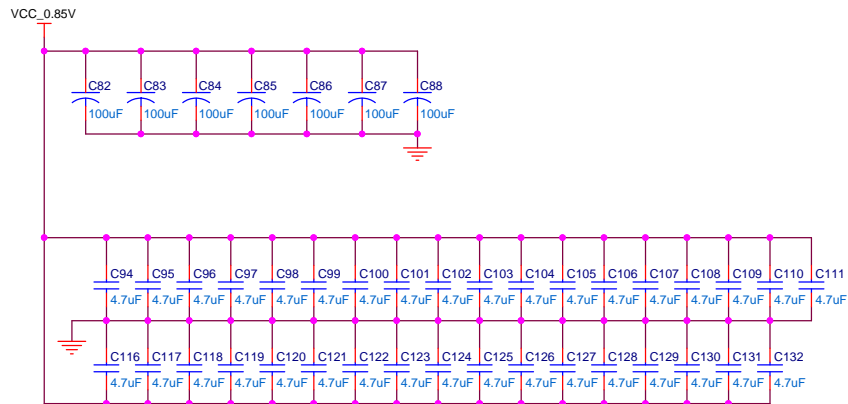 VCC_0.85V
C82 C83 C84 C85 C86 C87 C88
100uF 100uF 100uF 100uF 100uF 100uF 100uF
C94 C95 C96 C97 C98 C99 C100 C101 C102 C103 C104 C105 C106 C107 C108 C109 C110 C111
4.7uF 4.7uF 4.7uF 4.7uF 4.7uF 4.7uF 4.7uF 4.7uF 4.7uF 4.7uF 4.7uF 4.7uF 4.7uF 4.7uF 4.7uF 4.7uF 4.7uF 4.7uF
C116 C117 C118 C119 C120 C121 C122 C123 C124 C125 C126 C127 C128 C129 C130 C131 C132
4.7uF 4.7uF 4.7uF 4.7uF 4.7uF 4.7uF 4.7uF 4.7uF 4.7uF 4.7uF 4.7uF 4.7uF 4.7uF 4.7uF 4.7uF 4.7uF 4.7uF